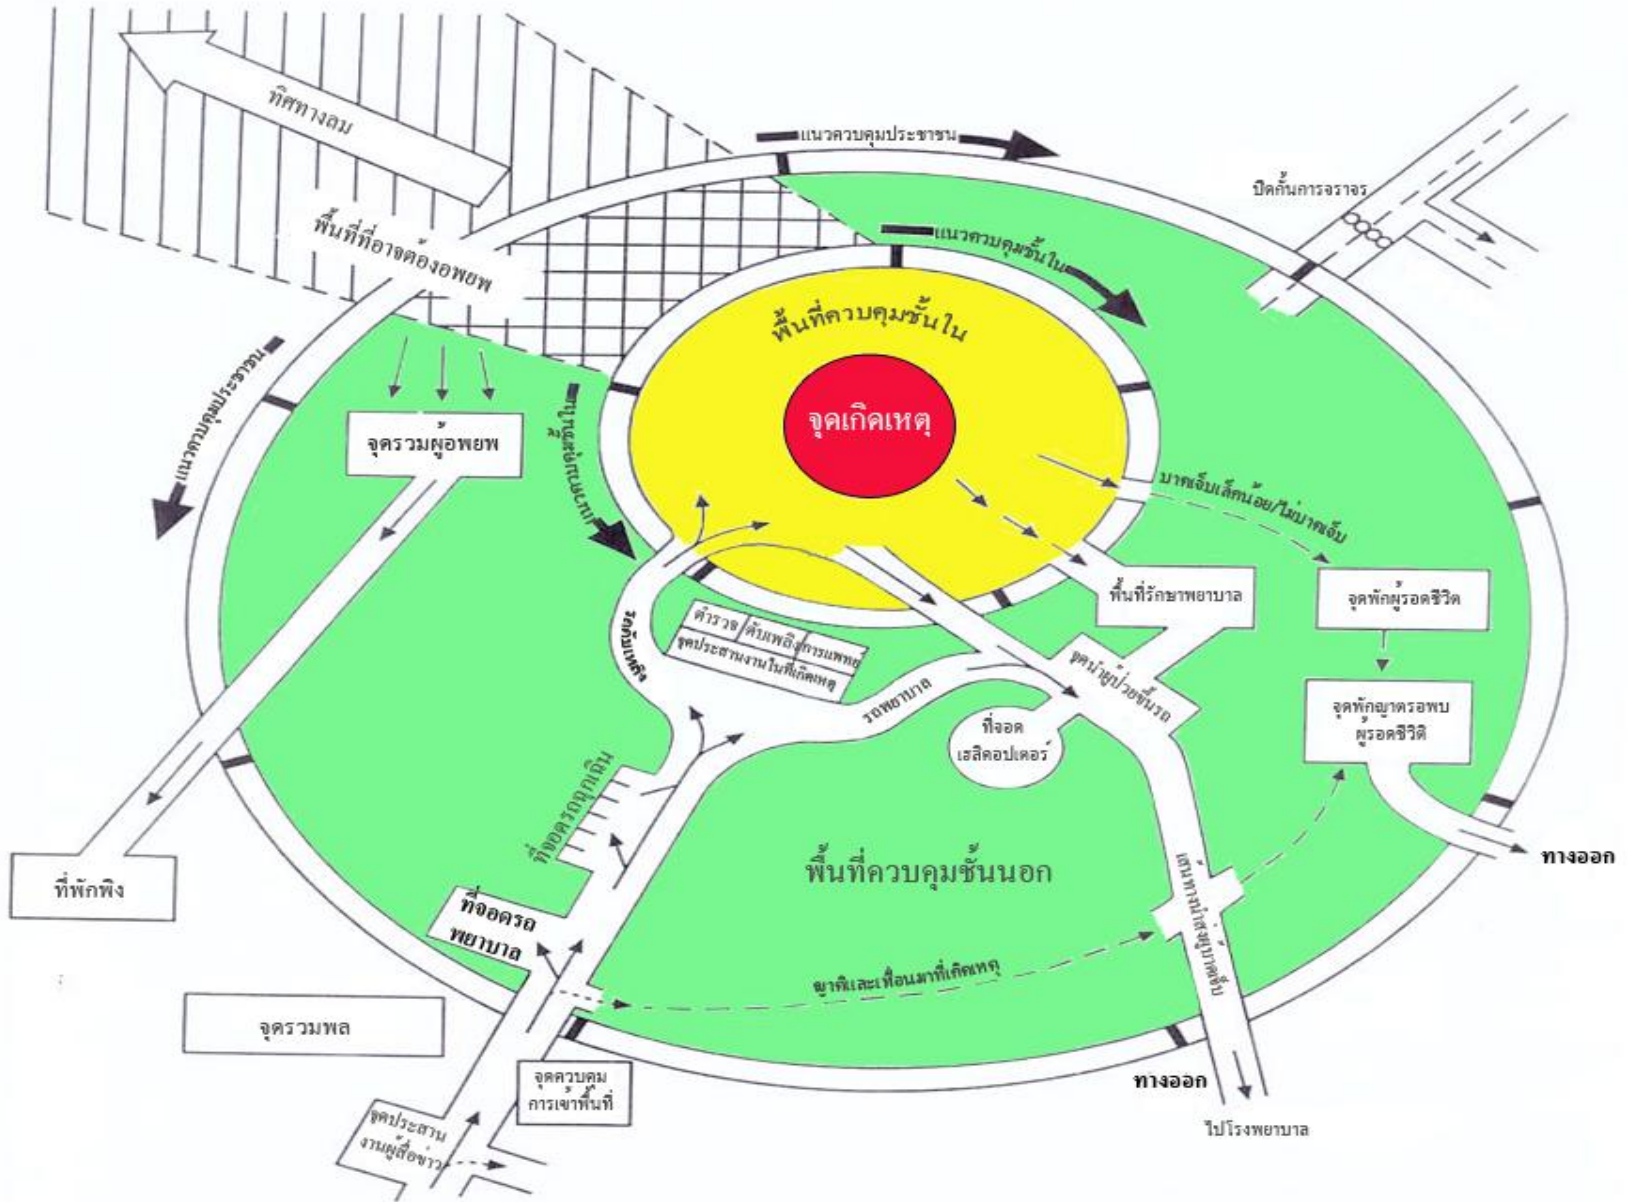 ทิศทางลม
แนวควบคุมประชาชน
ปิดกั้นการจราจร
พื้นที่ที่อาจต้องอพยพ
แนวควบคุมชั้นใน
พื้นที่ควบคุมชั้นใน
แนวควบคุมประชาชน
จุดเกิดเหตุ
จุดรวมผู้อพยพ
แนวควบคุมชั้นใน
บาดเจ็บเล็กน้อย/ไม่บาดเจ็บ
พื้นที่รักษาพยาบาล
จุดพักผู้รอดชีวิต
ตำรวจ
ดับเพลิง
การแพทย์
จุดประสานงานในที่เกิดเหตุ
รถดับเพลิง
รถพยาบาล
จุดนำผู้ป่วยขึ้นรถ
จุดพักญาติรอพบ
ผู้รอดชีวิต
ที่จอด
เฮลิคอปเตอร์
ที่จอดรถฉุกเฉิน
พื้นที่ควบคุมชั้นนอก
ทางออก
ที่พักพิง
ที่จอดรถ
พยาบาล
เส้นทางนำส่งผู้บาดเจ็บ
ญาติและเพื่อนมาที่เกิดเหตุ
จุดรวมพล
จุดควบคุม
การเข้าพื้นที่
ทางออก
จุดประสาน
งานผู้สื่อข่าว
ไปโรงพยาบาล